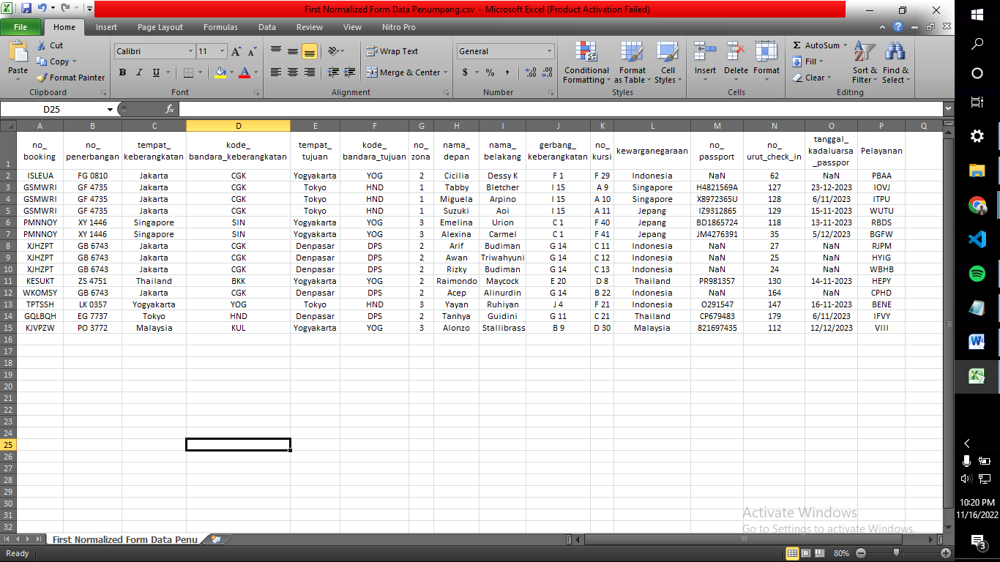 First Normalized Form Data Penumpang.csv - Microsoft Excel (Product Activation Failed)
File Home Insert Page Layout Formulas Data Review View Nitro Pro
Paste Cut Copy Format Painter Clipboard
Calibri 11 A A B I U A Font
Wrap Text Merge & Center Alignment
General $ % , .0 .00 .00 .0 Number
Conditional Formatting Format as Table Cell Styles Styles
Insert Delete Format Cells
Σ AutoSum Fill Clear Sort & Filter Find & Select Editing
D25 fx
A B C D E F G H I J K L M N O P Q
1 no_ booking no_ penerbangan tempat_ keberangkatan kode_ bandara_keberangkatan tempat_ tujuan kode_ bandara_tujuan no_ zona nama_ depan nama_ belakang gerbang_ keberangkatan no_ kursi kewarganegaraan no_ passport no_ urut_check_in tanggal_ kadaluarsa _passpor Pelayanan
2 ISLEUA FG 0810 Jakarta CGK Yogyakarta YOG 2 Cicilia Dessy K F 1 F 29 Indonesia NaN 62 NaN PBAA
3 GSMWRI GF 4735 Jakarta CGK Tokyo HND 1 Tabby Bletcher I 15 A 9 Singapore H4821569A 127 23-12-2023 IOVJ
4 GSMWRI GF 4735 Jakarta CGK Tokyo HND 1 Miguela Arpino I 15 A 10 Singapore X8972365U 128 6/11/2023 ITPU
5 GSMWRI GF 4735 Jakarta CGK Tokyo HND 1 Suzuki Aoi I 15 A 11 Jepang IZ9312865 129 15-11-2023 WUTU
6 PMNNOY XY 1446 Singapore SIN Yogyakarta YOG 3 Emelina Urion C 1 F 40 Jepang BD1865724 118 13-11-2023 RBDS
7 PMNNOY XY 1446 Singapore SIN Yogyakarta YOG 3 Alexina Carmel C 1 F 41 Jepang JM4276391 35 5/12/2023 BGFW
8 XJHZPT GB 6743 Jakarta CGK Denpasar DPS 2 Arif Budiman G 14 C 11 Indonesia NaN 27 NaN RJPM
9 XJHZPT GB 6743 Jakarta CGK Denpasar DPS 2 Awan Triwahyuni G 14 C 12 Indonesia NaN 25 NaN HYIG
10 XJHZPT GB 6743 Jakarta CGK Denpasar DPS 2 Rizky Budiman G 14 C 13 Indonesia NaN 24 NaN WBHB
11 KESUKT ZS 4751 Thailand BKK Yogyakarta YOG 2 Raimondo Maycock E 20 D 8 Thailand PR981357 130 14-11-2023 HEPY
12 WKOMSY GB 6743 Jakarta CGK Denpasar DPS 2 Acep Alinurdin G 14 B 22 Indonesia NaN 164 NaN CPHD
13 TPTSSH LK 0357 Yogyakarta YOG Tokyo HND 3 Yayan Ruhiyan J 4 F 21 Indonesia O291547 147 16-11-2023 BENE
14 GQLBQH EG 7737 Tokyo HND Denpasar DPS 2 Tanhya Guidini G 11 C 21 Thailand CP679483 179 6/11/2023 IFVY
15 KJVPZW PO 3772 Malaysia KUL Yogyakarta YOG 3 Alonzo Stallibrass B 9 D 30 Malaysia 821697435 112 12/12/2023 VIII
16
17
18
19
20
21
22
23
24
25
26
27
28
29
30
31
32
Activate Windows
Go to Settings to activate Windows.
First Normalized Form Data Penu
Ready 80%
10:20 PM
11/16/2022
3